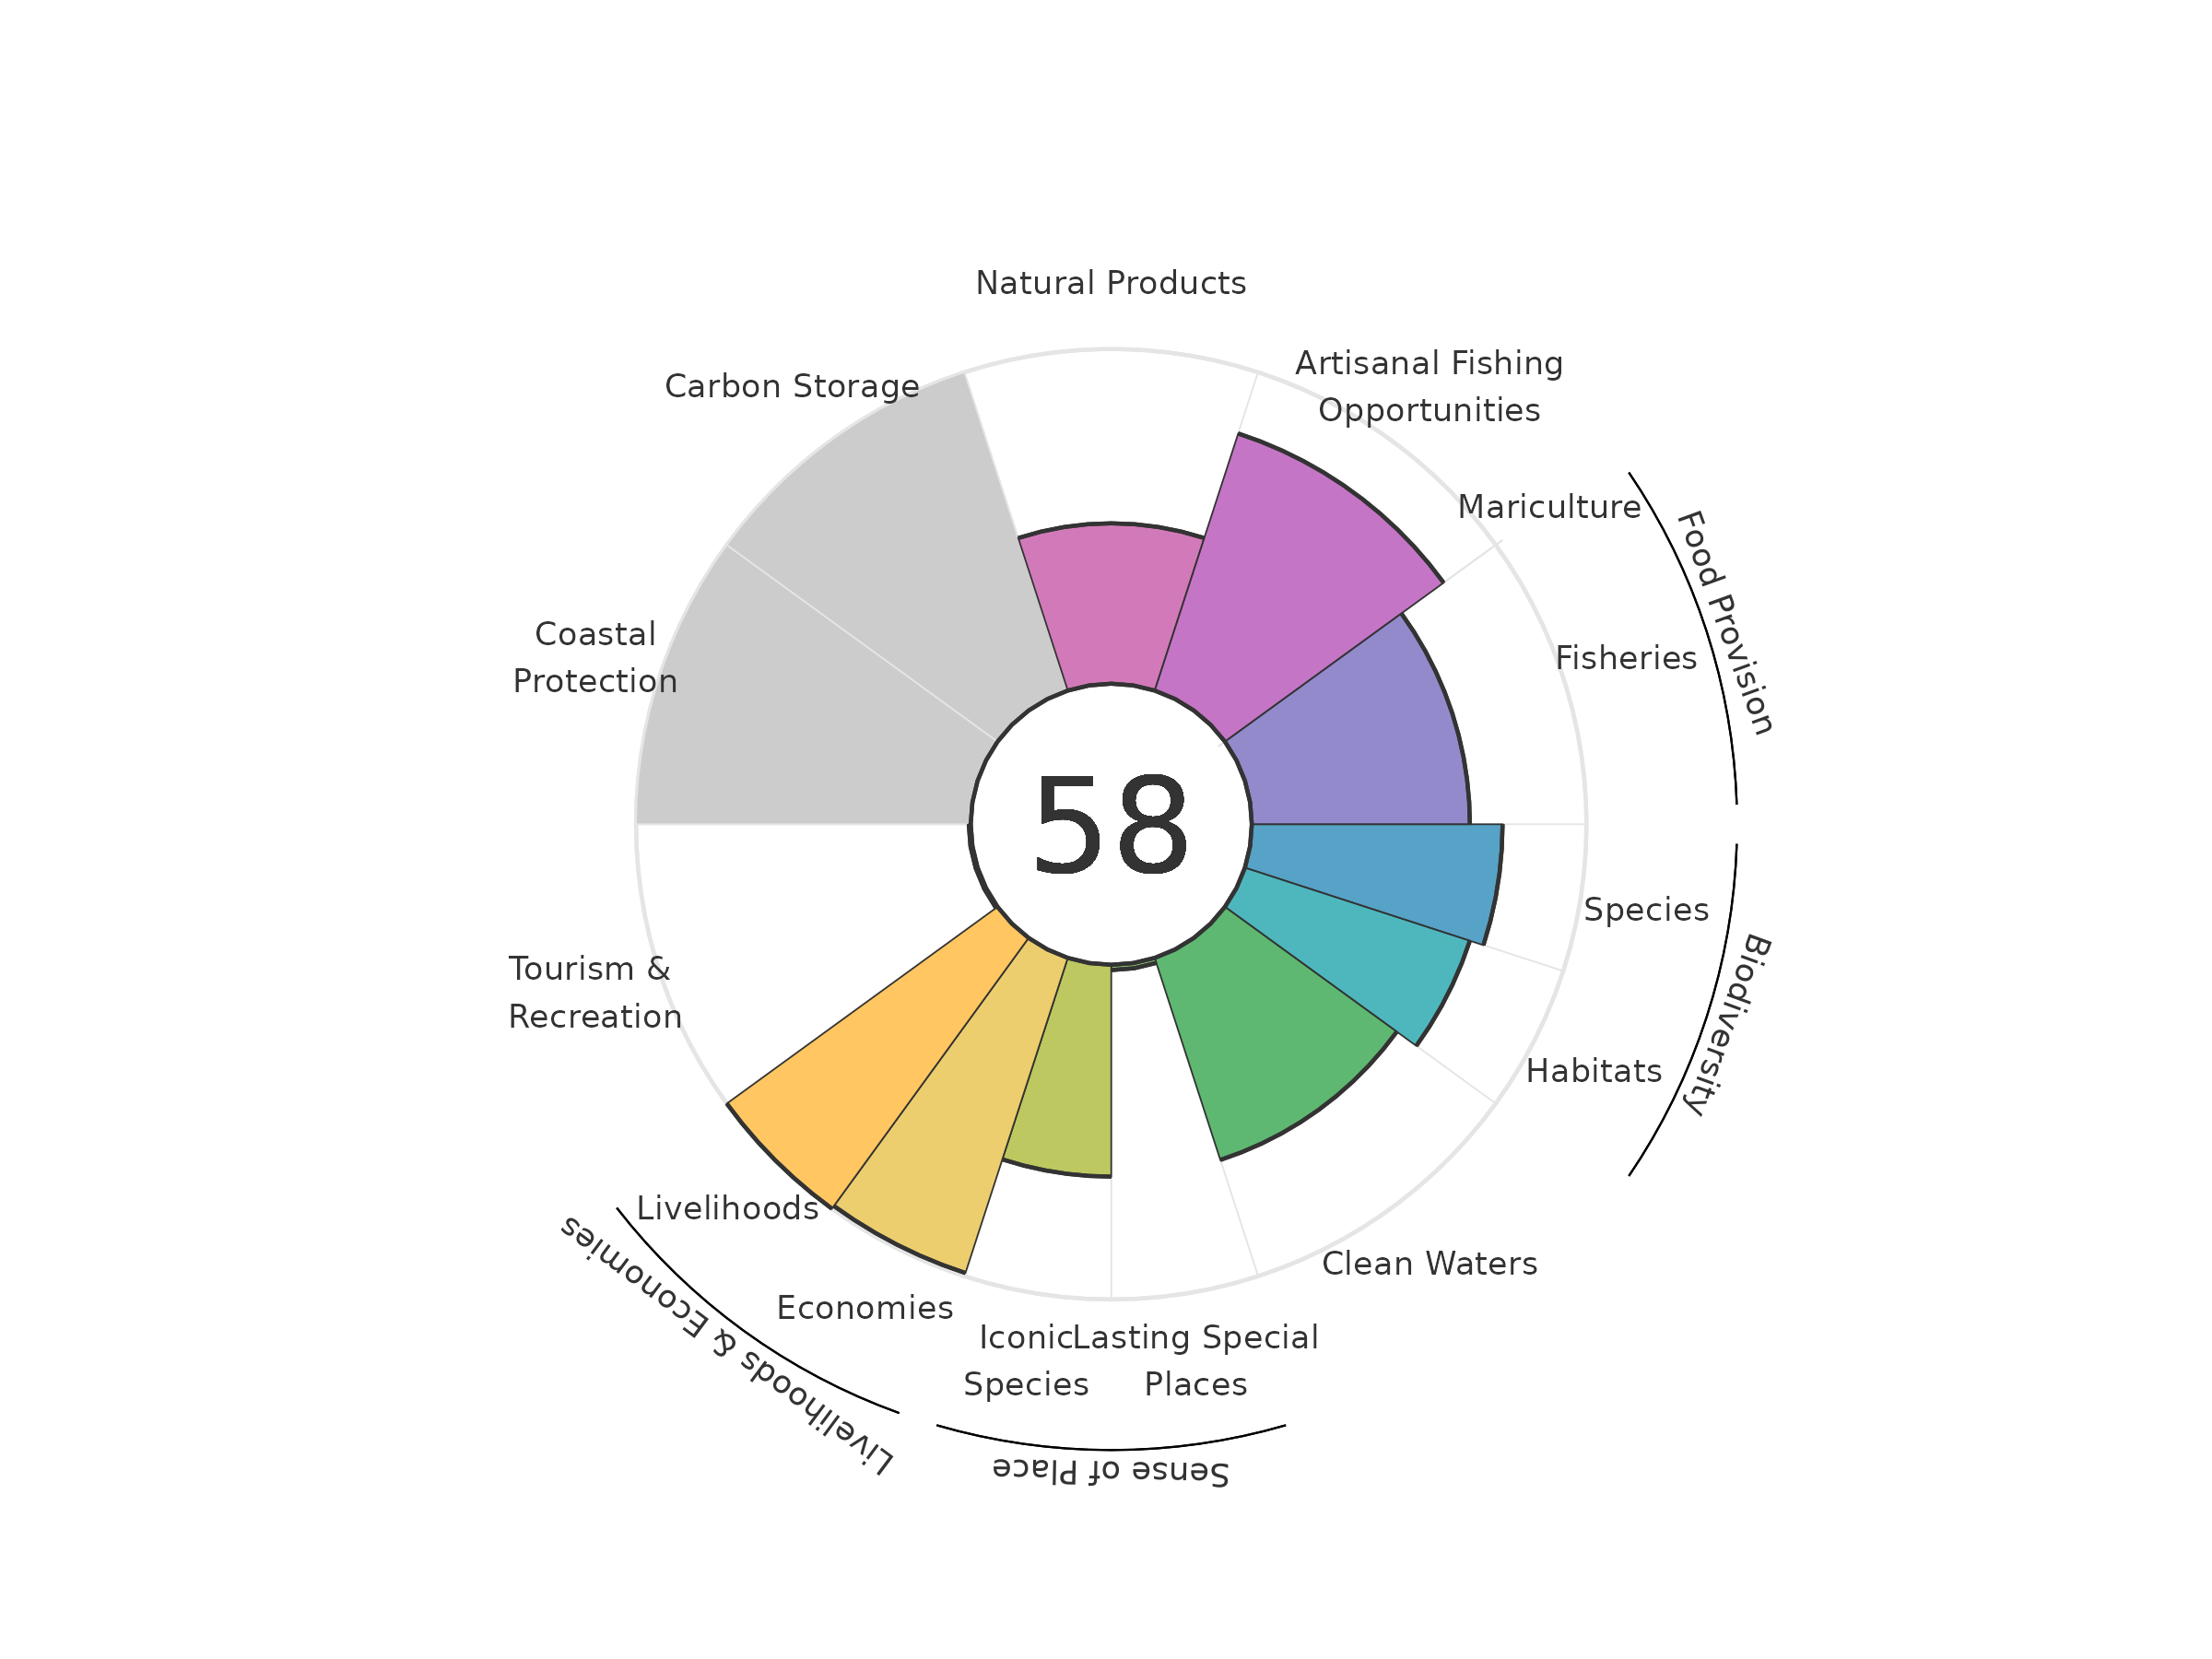 Natural Products
Artisanal Fishing
Opportunities
Carbon Storage
Mariculture
Food Provision
Coastal
Protection
Fisheries
58
Species
Biodiversity
Tourism &
Recreation
Habitats
Livelihoods
Clean Waters
Livelihoods & Economies
Economies
Iconic
Species
Lasting Special
Places
Sense of Place